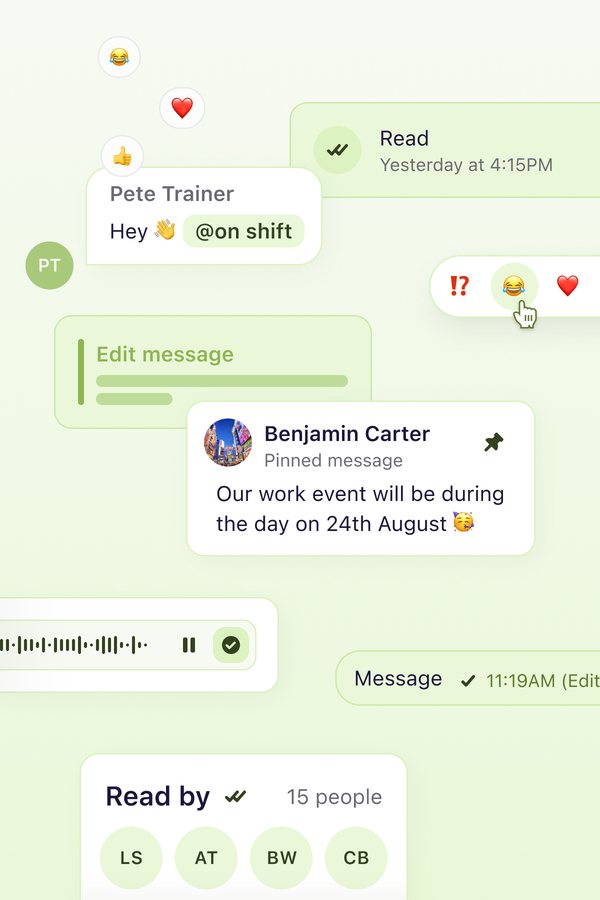 Read
Yesterday at 4:15PM
Pete Trainer
Hey 👋 @on shift
PT
⁉️ 😂 ❤️
Edit message
Benjamin Carter
Pinned message
Our work event will be during
the day on 24th August 🥳
Message 11:19AM (Edit
Read by 15 people
LS AT BW CB